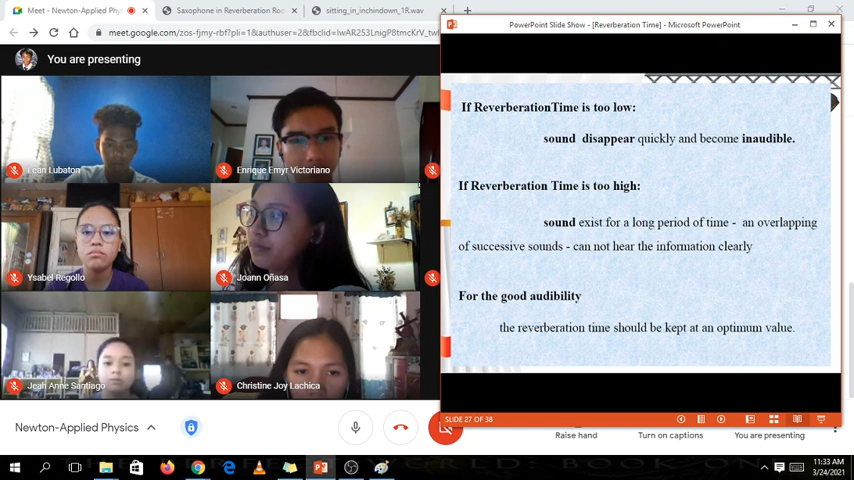 Meet - Newton-Applied Phys
Saxophone in Reverberation Roo
sitting_in_inchindown_1R.wav
meet.google.com/zos-fjmy-rbf?pli=1&authuser=2&fbclid=IwAR253LnigP8tmcKrV_twl
You are presenting
Lean Lubaton
Enrique Emyr Victoriano
Ysabel Regollo
Joann Oñasa
Jeah Anne Santiago
Christine Joy Lachica
PowerPoint Slide Show - [Reverberation Time] - Microsoft PowerPoint
If ReverberationTime is too low:
sound disappear quickly and become inaudible.
If Reverberation Time is too high:
sound exist for a long period of time - an overlapping
of successive sounds - can not hear the information clearly
For the good audibility
the reverberation time should be kept at an optimum value.
SLIDE 27 OF 38
Newton-Applied Physics
Raise hand
Turn on captions
You are presenting
11:33 AM
3/24/2021